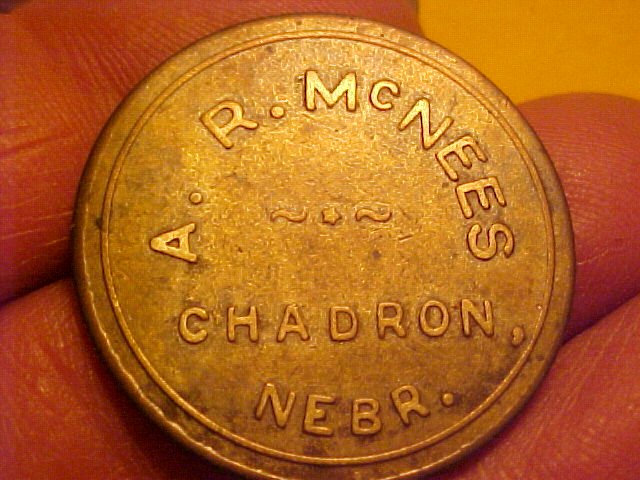 A. R. McNEES
CHADRON,
NEBR.